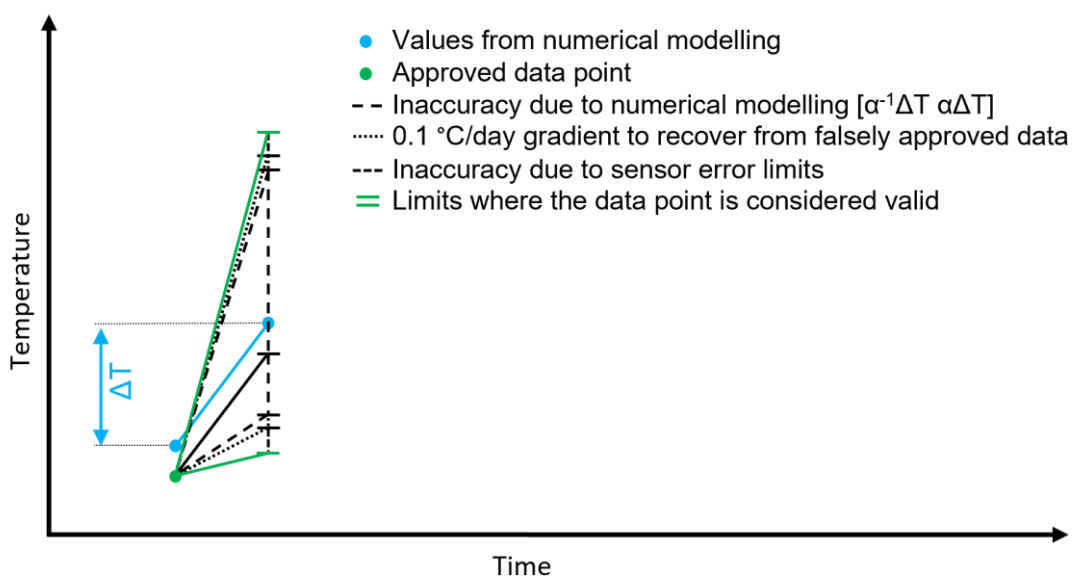 Values from numerical modelling
Approved data point
Inaccuracy due to numerical modelling [α⁻¹ΔT αΔT]
0.1 °C/day gradient to recover from falsely approved data
Inaccuracy due to sensor error limits
Limits where the data point is considered valid
Temperature
ΔT
Time